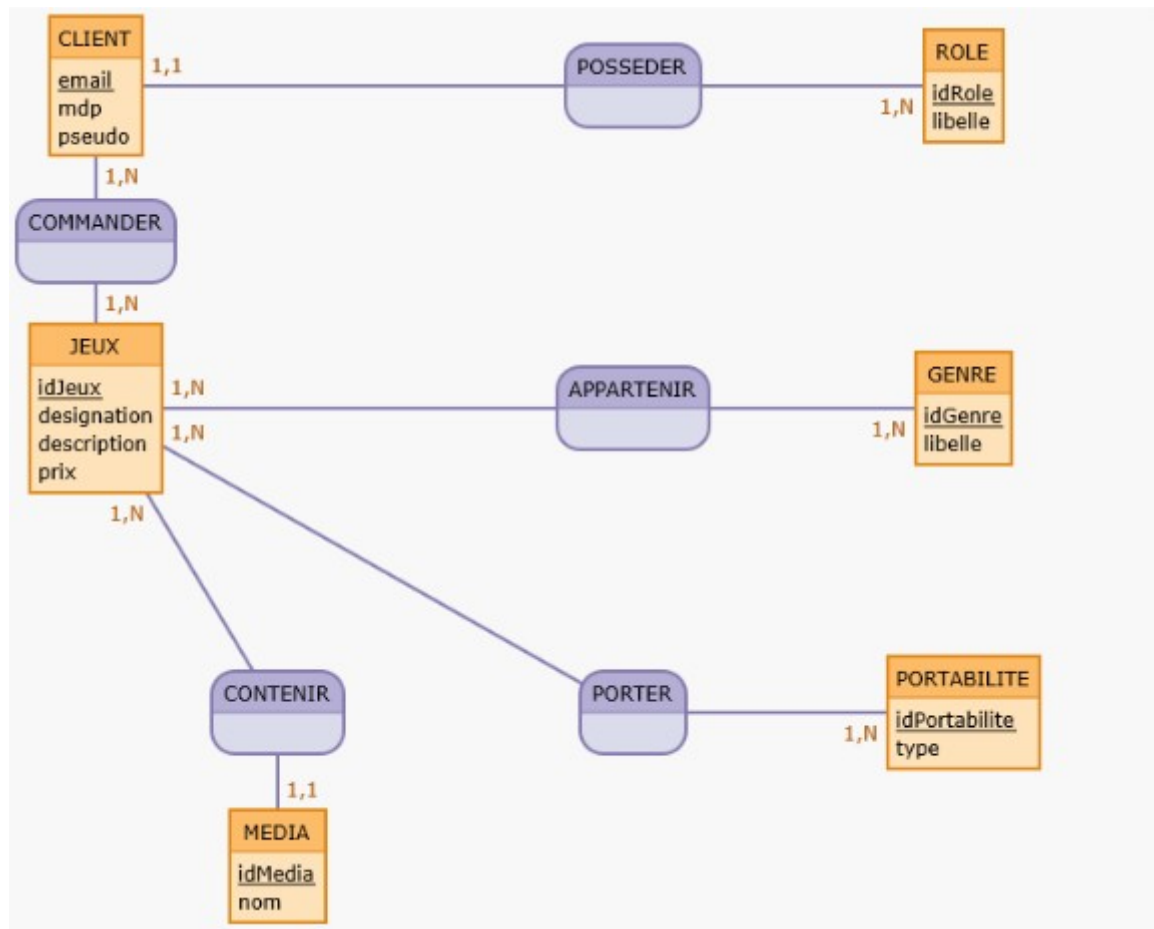 CLIENT
email
mdp
pseudo
1,1
POSSEDER
1,N
ROLE
idRole
libelle
1,N
COMMANDER
1,N
JEUX
idJeux
designation
description
prix
1,N
APPARTENIR
1,N
GENRE
idGenre
libelle
1,N
1,N
CONTENIR
1,1
MEDIA
idMedia
nom
PORTER
1,N
PORTABILITE
idPortabilite
type